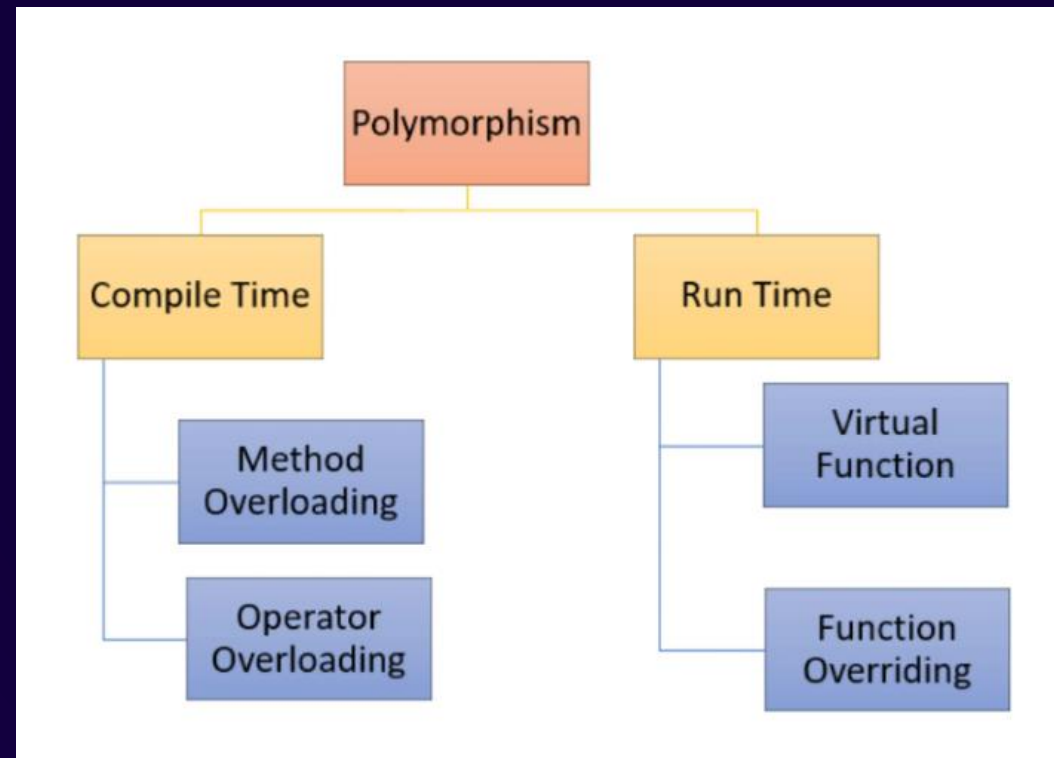 Polymorphism
Compile Time
Run Time
Method
Overloading
Operator
Overloading
Virtual
Function
Function
Overriding